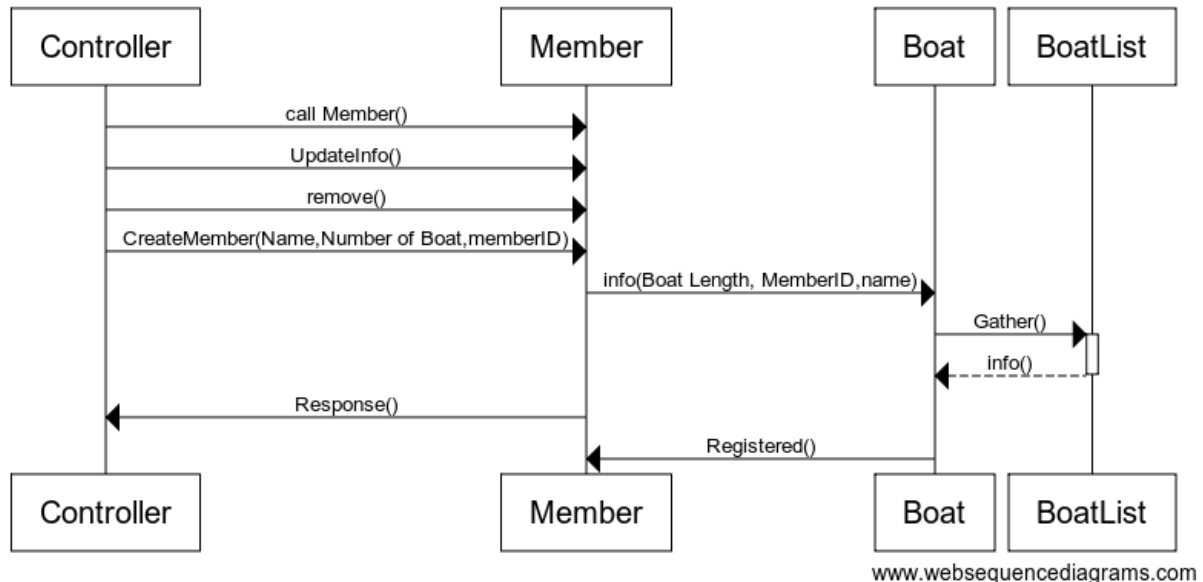 Controller
Member
Boat
BoatList
call Member()
UpdateInfo()
remove()
CreateMember(Name,Number of Boat,memberID)
info(Boat Length, MemberID,name)
Gather()
info()
Response()
Registered()
Controller
Member
Boat
BoatList
www.websequencediagrams.com